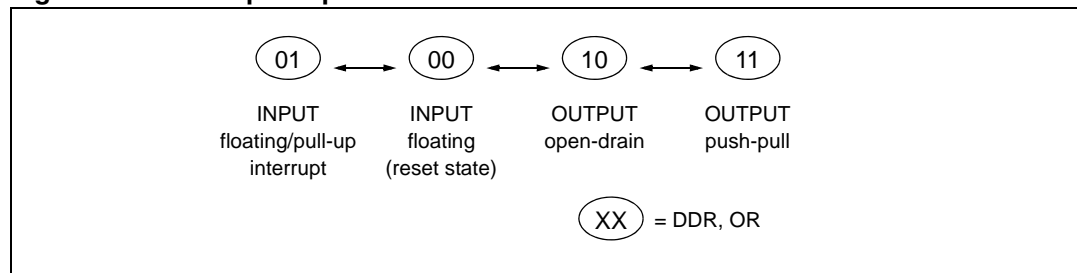 01 00 10 11
INPUT INPUT OUTPUT OUTPUT
floating/pull-up floating open-drain push-pull
interrupt (reset state)
XX = DDR, OR